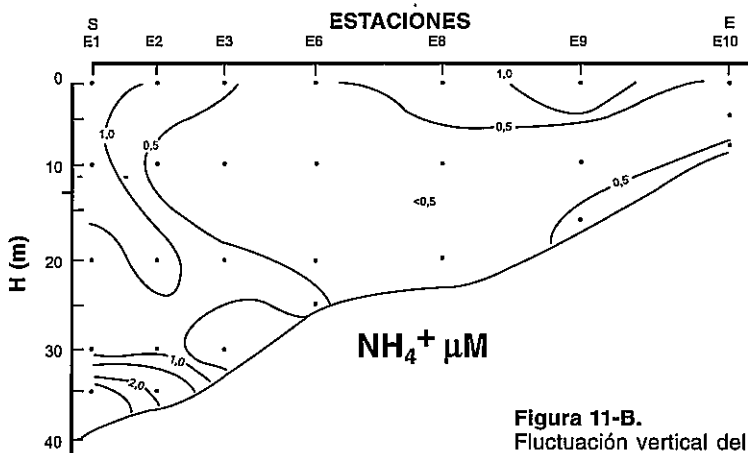 ESTACIONES
S E
E1 E2 E3 E6 E8 E9 E10
0
1,0
1,0
0,5
0,5
10
0,5
<0,5
H (m)
20
30
1,0
NH₄⁺ μM
2,0
40
Figura 11-B.
Fluctuación vertical del